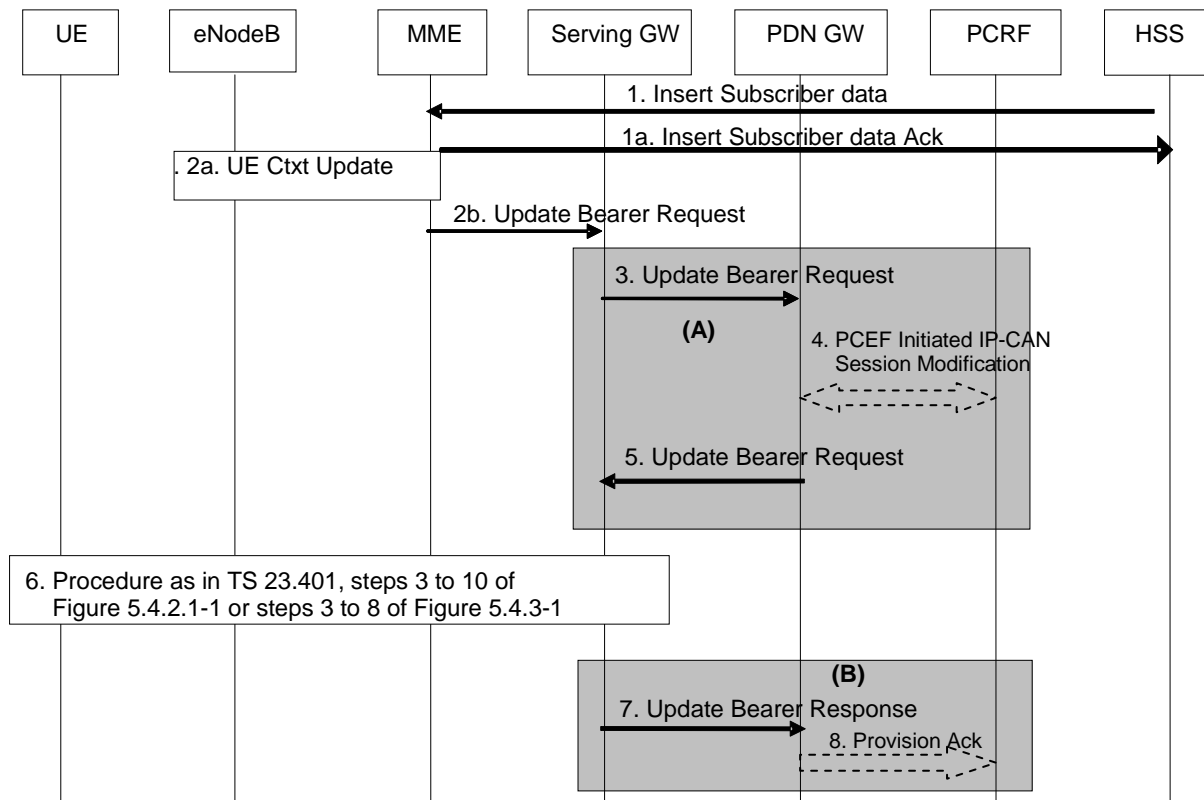 UE eNodeB MME Serving GW PDN GW PCRF HSS
1. Insert Subscriber data
1a. Insert Subscriber data Ack
. 2a. UE Ctxt Update
2b. Update Bearer Request
3. Update Bearer Request
(A)
4. PCEF Initiated IP-CAN
Session Modification
5. Update Bearer Request
6. Procedure as in TS 23.401, steps 3 to 10 of
Figure 5.4.2.1-1 or steps 3 to 8 of Figure 5.4.3-1
(B)
7. Update Bearer Response
8. Provision Ack